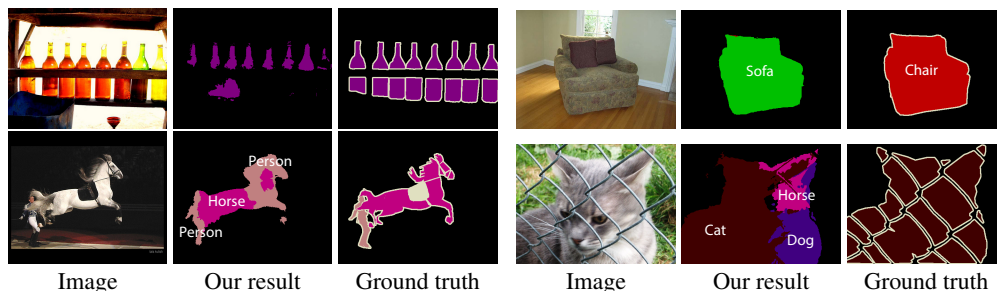 Sofa
Chair
Person
Horse
Person
Cat
Horse
Dog
Image
Our result
Ground truth
Image
Our result
Ground truth